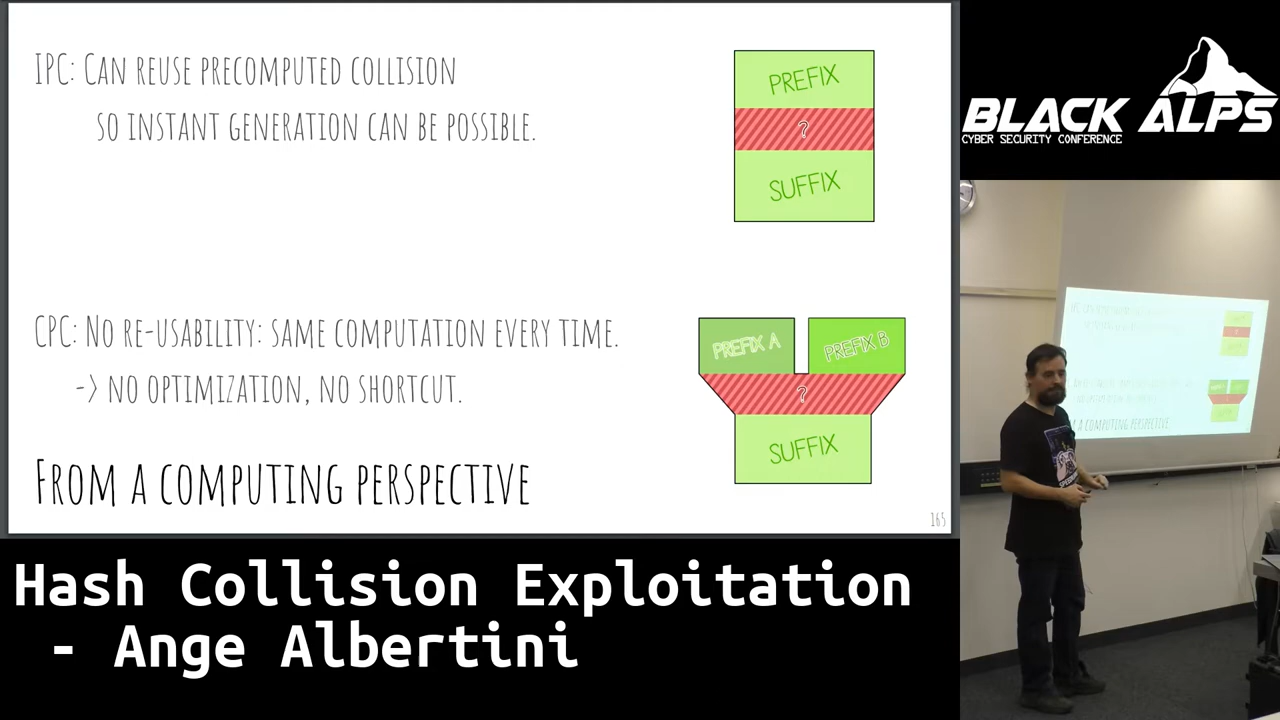 IPC: Can reuse precomputed collision
so instant generation can be possible.
PREFIX
?
SUFFIX
CPC: No re-usability: same computation every time.
-> no optimization, no shortcut.
PREFIX A
PREFIX B
?
SUFFIX
From a computing perspective
165
BLACK ALPS
CYBER SECURITY CONFERENCE
Hash Collision Exploitation
- Ange Albertini